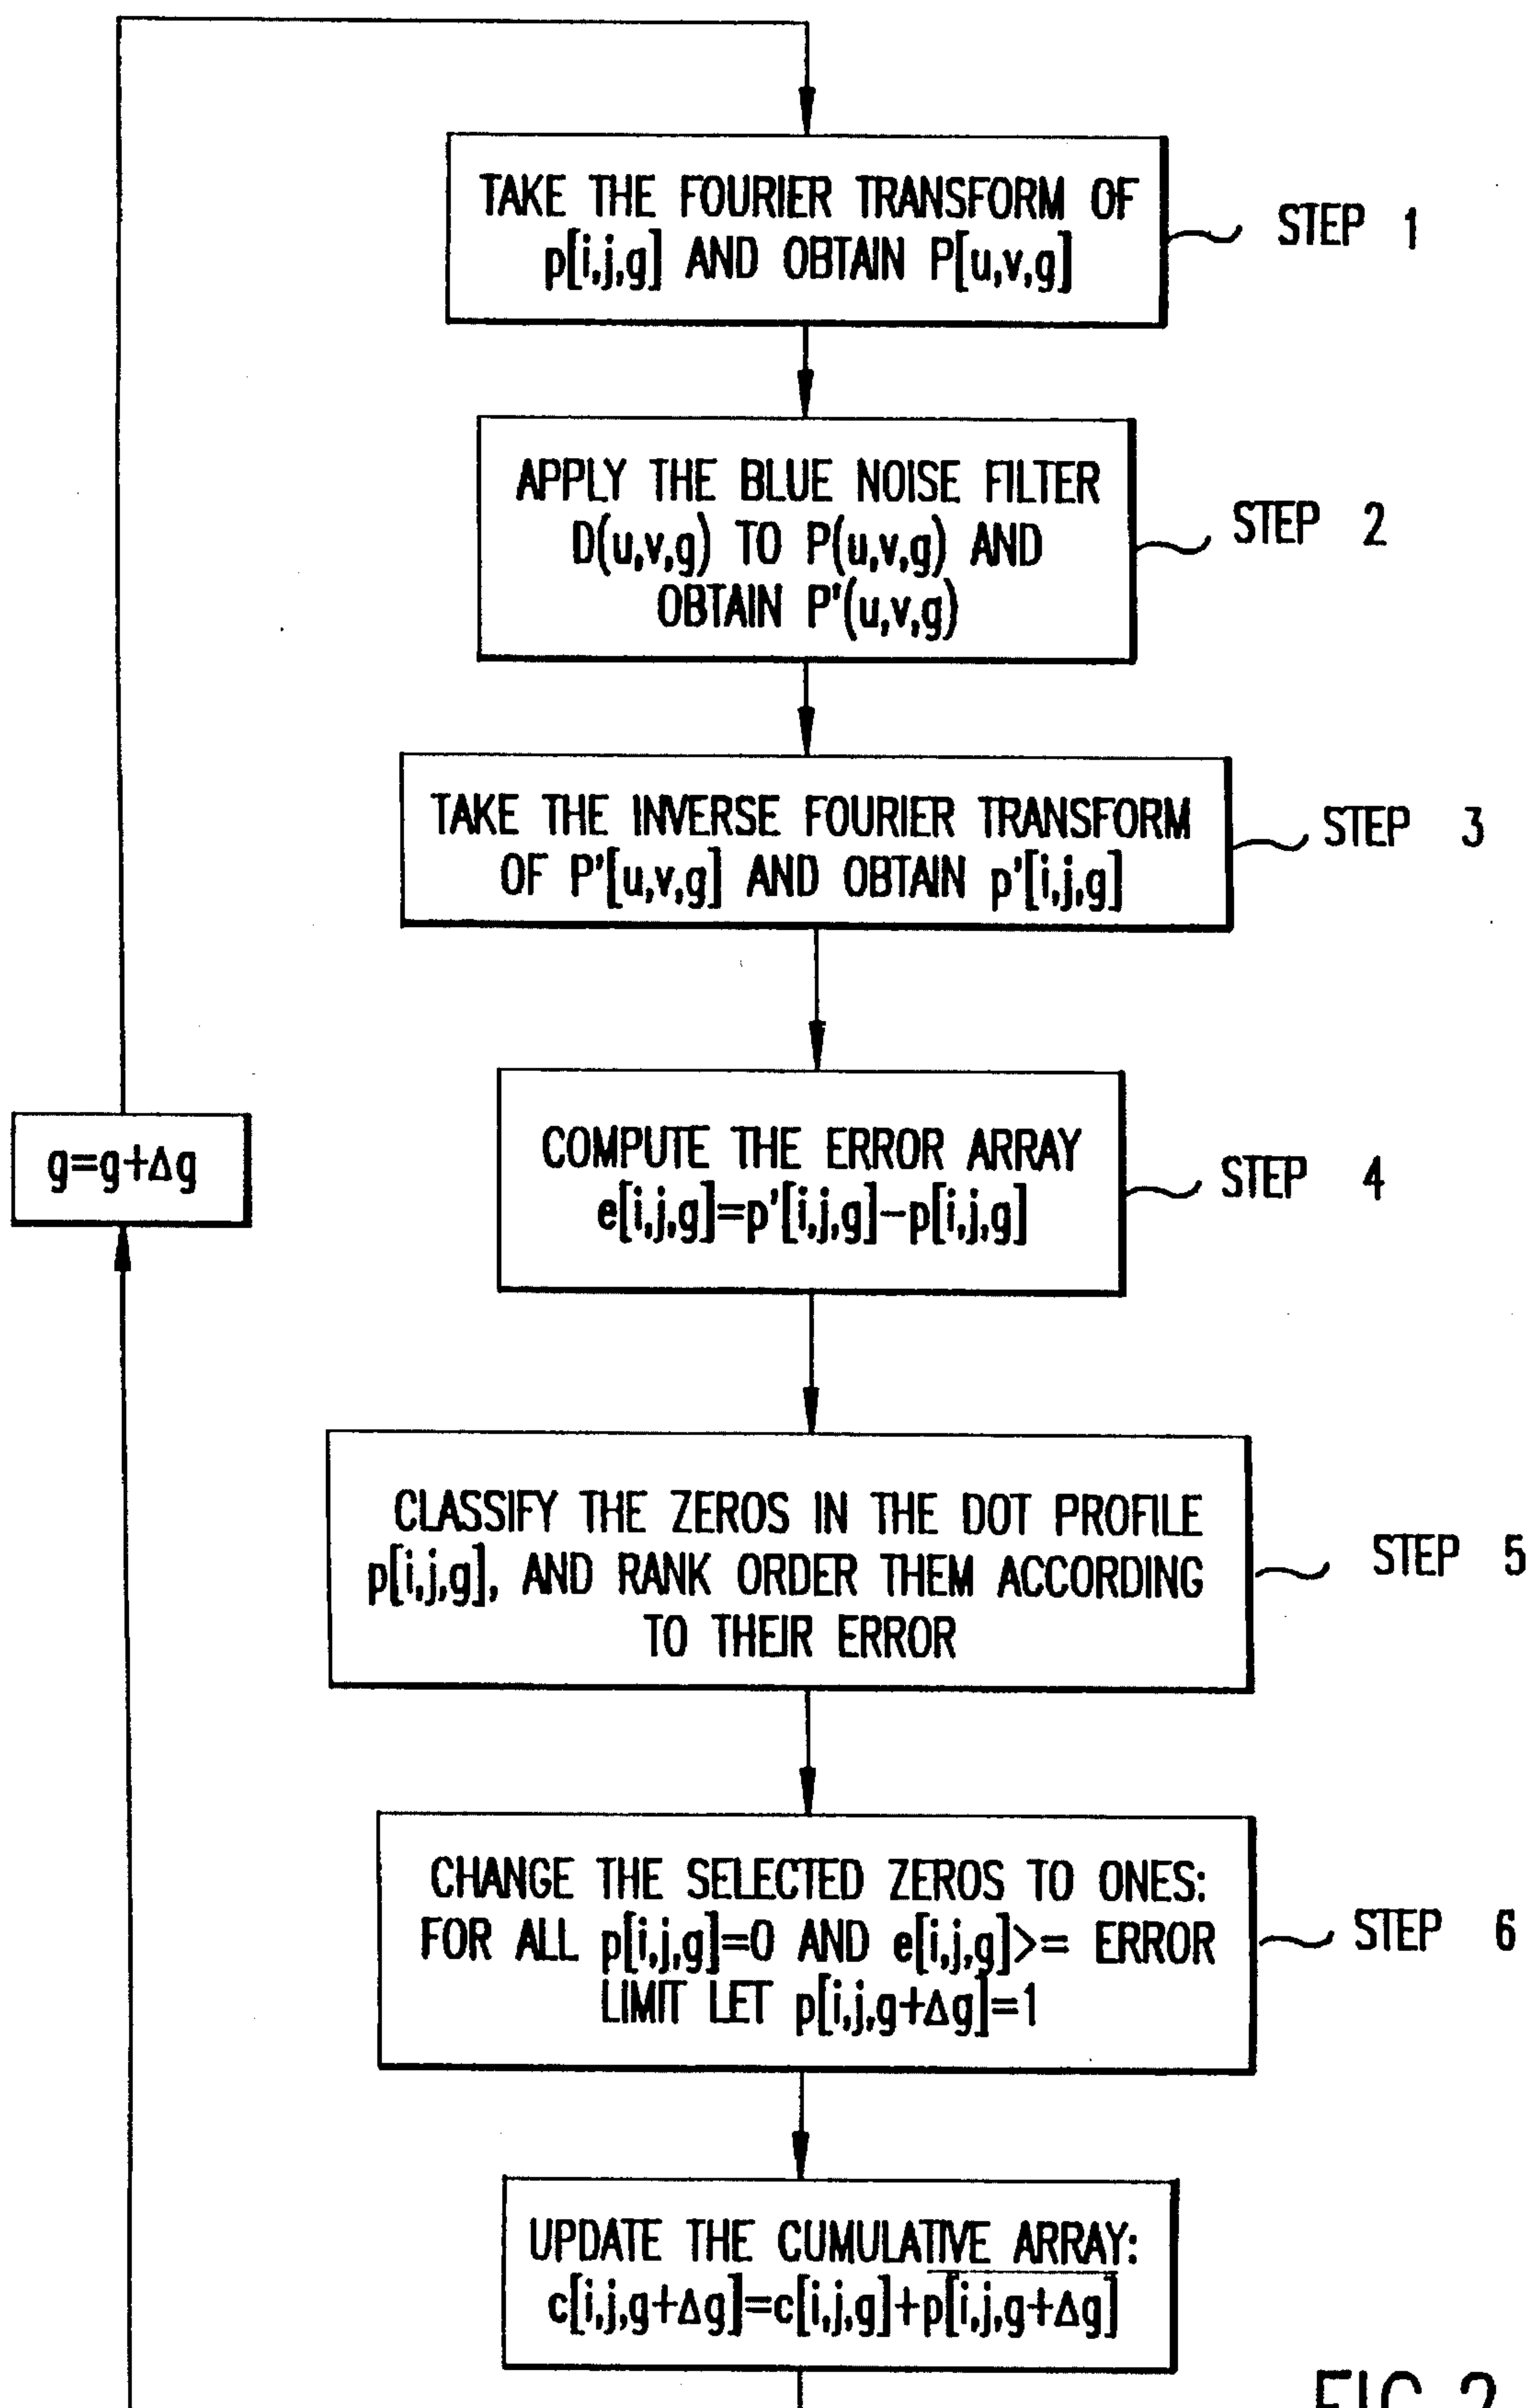 TAKE THE FOURIER TRANSFORM OF
p[i,j,g] AND OBTAIN P[u,v,g]
STEP 1
APPLY THE BLUE NOISE FILTER
D(u,v,g) TO P(u,v,g) AND
OBTAIN P'(u,v,g)
STEP 2
TAKE THE INVERSE FOURIER TRANSFORM
OF P'[u,v,g] AND OBTAIN p'[i,j,g]
STEP 3
COMPUTE THE ERROR ARRAY
e[i,j,g]=p'[i,j,g]−p[i,j,g]
STEP 4
g=g+Δg
CLASSIFY THE ZEROS IN THE DOT PROFILE
p[i,j,g], AND RANK ORDER THEM ACCORDING
TO THEIR ERROR
STEP 5
CHANGE THE SELECTED ZEROS TO ONES:
FOR ALL p[i,j,g]=0 AND e[i,j,g]>= ERROR
LIMIT LET p[i,j,g+Δg]=1
STEP 6
UPDATE THE CUMULATIVE ARRAY:
c[i,j,g+Δg]=c[i,j,g]+p̅[̅i̅,̅j̅,̅g̅+̅Δ̅g̅]̅
FIG 2